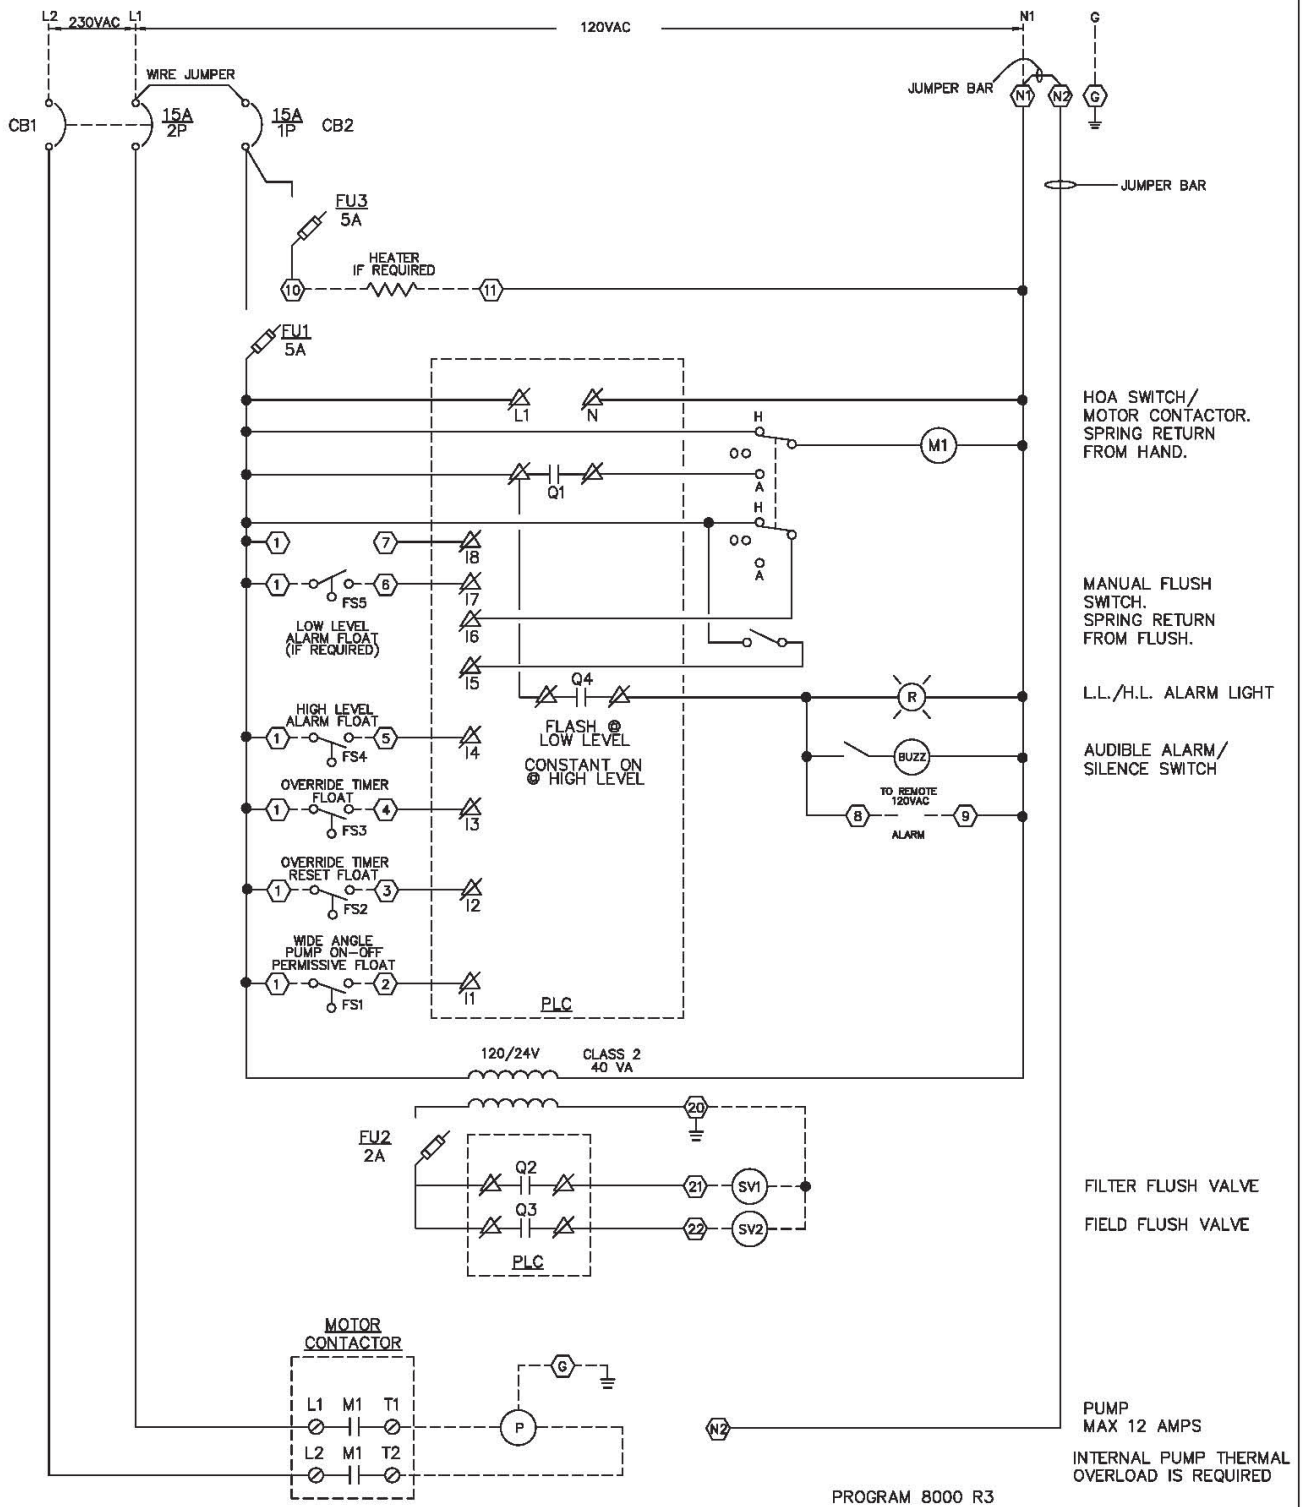 L2 230VAC L1 120VAC N1 G
WIRE JUMPER
JUMPER BAR N1 N2 G
CB1 15A 2P 15A 1P CB2
JUMPER BAR
FU3
5A
HEATER
IF REQUIRED
10 11
FU1
5A
L1 N
HOA SWITCH/
MOTOR CONTACTOR.
SPRING RETURN
FROM HAND.
H
O
A
M1
Q1
H
O
A
1 7 I8
1 6 I7
FS5
LOW LEVEL
ALARM FLOAT
(IF REQUIRED)
I6
I5
MANUAL FLUSH
SWITCH.
SPRING RETURN
FROM FLUSH.
Q4
R
L.L./H.L. ALARM LIGHT
FLASH @
LOW LEVEL
CONSTANT ON
@ HIGH LEVEL
HIGH LEVEL
ALARM FLOAT
1 5 I4
FS4
BUZZ
AUDIBLE ALARM/
SILENCE SWITCH
TO REMOTE
120VAC
8 9
ALARM
OVERRIDE TIMER
FLOAT
1 4 I3
FS3
OVERRIDE TIMER
RESET FLOAT
1 3 I2
FS2
WIDE ANGLE
PUMP ON-OFF
PERMISSIVE FLOAT
1 2 I1
FS1
PLC
120/24V CLASS 2
40 VA
20
FU2
2A
Q2 21 SV1
FILTER FLUSH VALVE
Q3 22 SV2
FIELD FLUSH VALVE
PLC
MOTOR
CONTACTOR
G
L1 M1 T1
P
N2
L2 M1 T2
PUMP
MAX 12 AMPS
INTERNAL PUMP THERMAL
OVERLOAD IS REQUIRED
PROGRAM 8000 R3